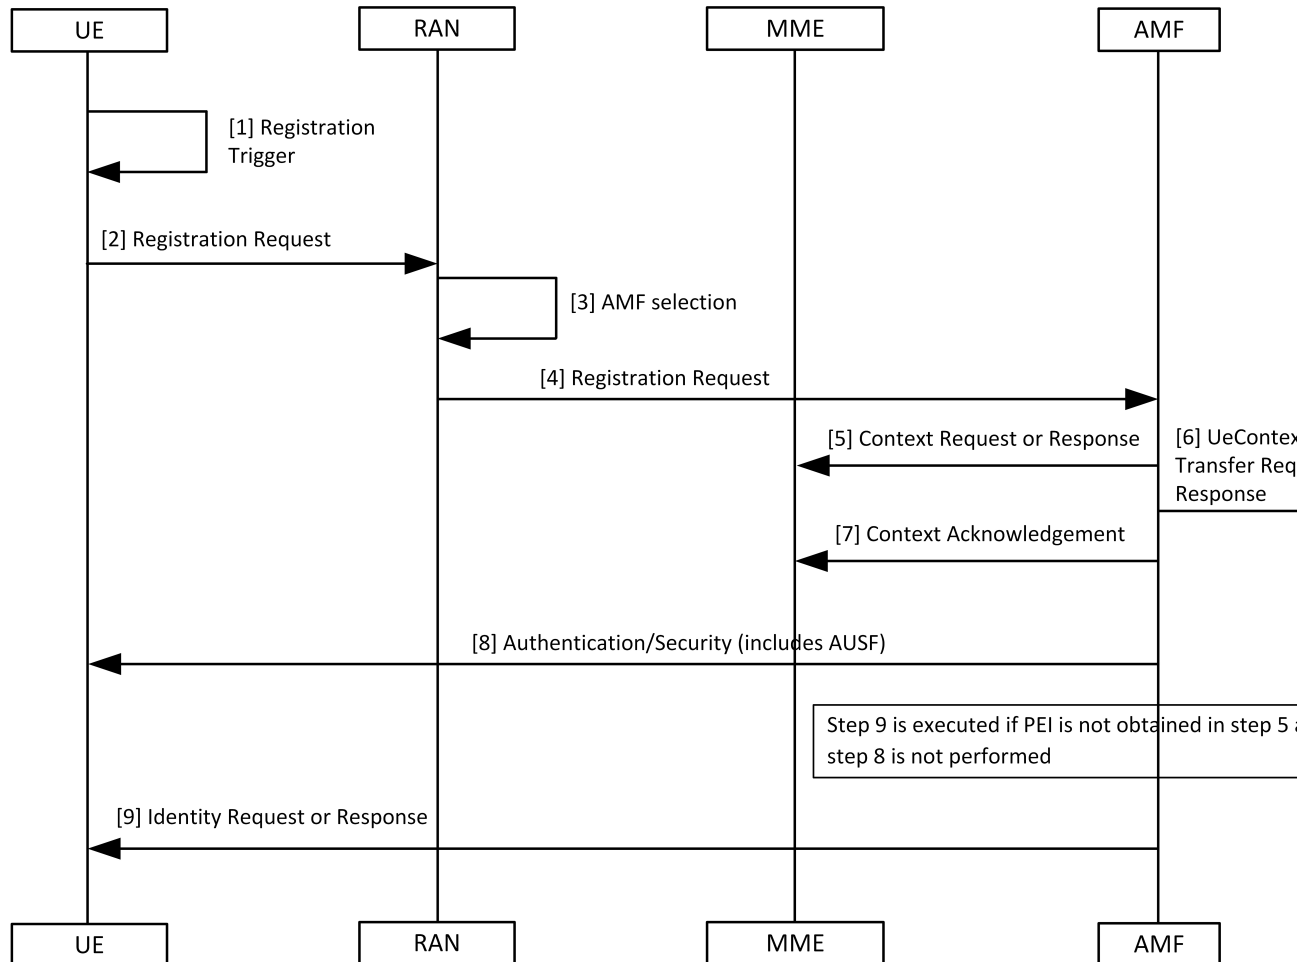 UE
RAN
MME
AMF
[1] Registration
Trigger
[2] Registration Request
[3] AMF selection
[4] Registration Request
[5] Context Request or Response
[6]
Transfer
Response
[7] Context Acknowledgement
[8] Authentication/Security (includes AUSF)
Step 9 is executed if PEI is not obtained in step 5
step 8 is not performed
[9] Identity Request or Response
UE
RAN
MME
AMF